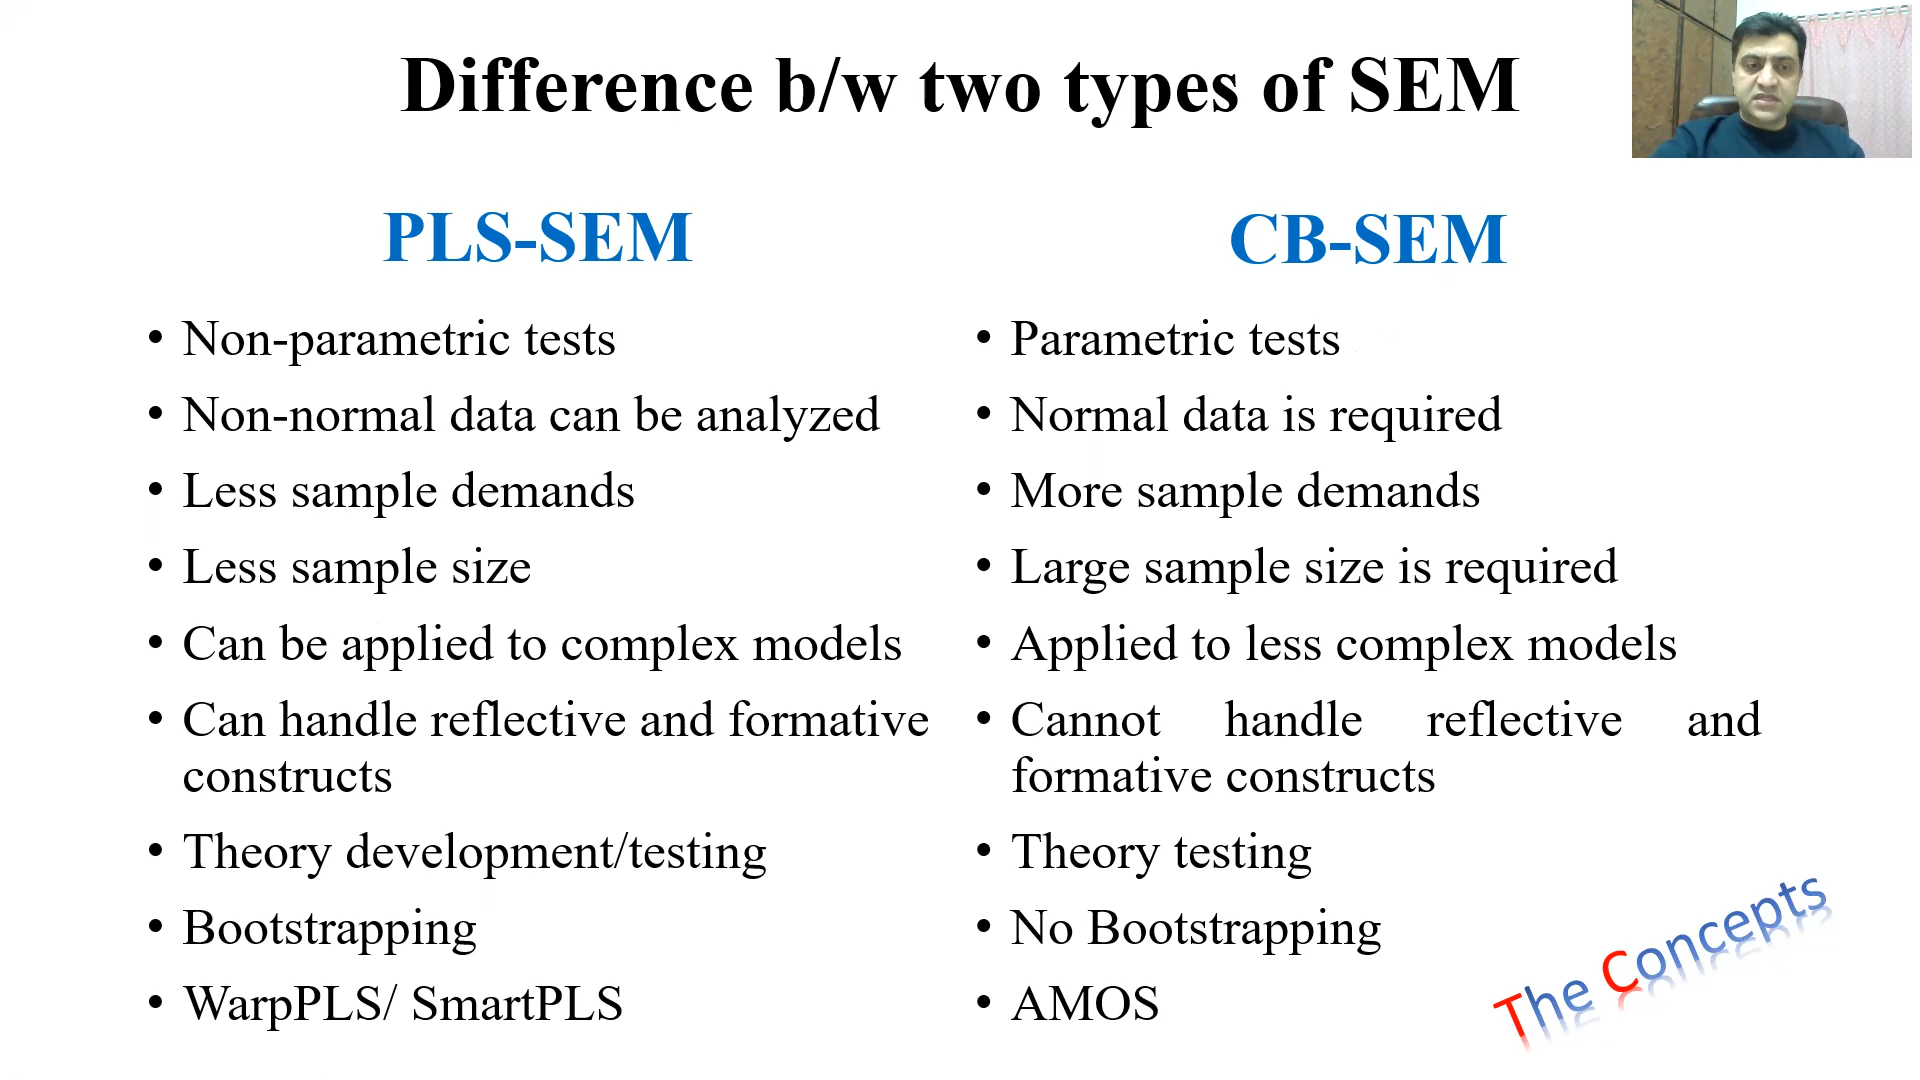 Difference b/w two types of SEM
PLS-SEM
• Non-parametric tests
• Non-normal data can be analyzed
• Less sample demands
• Less sample size
• Can be applied to complex models
• Can handle reflective and formative
constructs
• Theory development/testing
• Bootstrapping
• WarpPLS/ SmartPLS
CB-SEM
• Parametric tests
• Normal data is required
• More sample demands
• Large sample size is required
• Applied to less complex models
• Cannot handle reflective and
formative constructs
• Theory testing
• No Bootstrapping
• AMOS
The Concepts